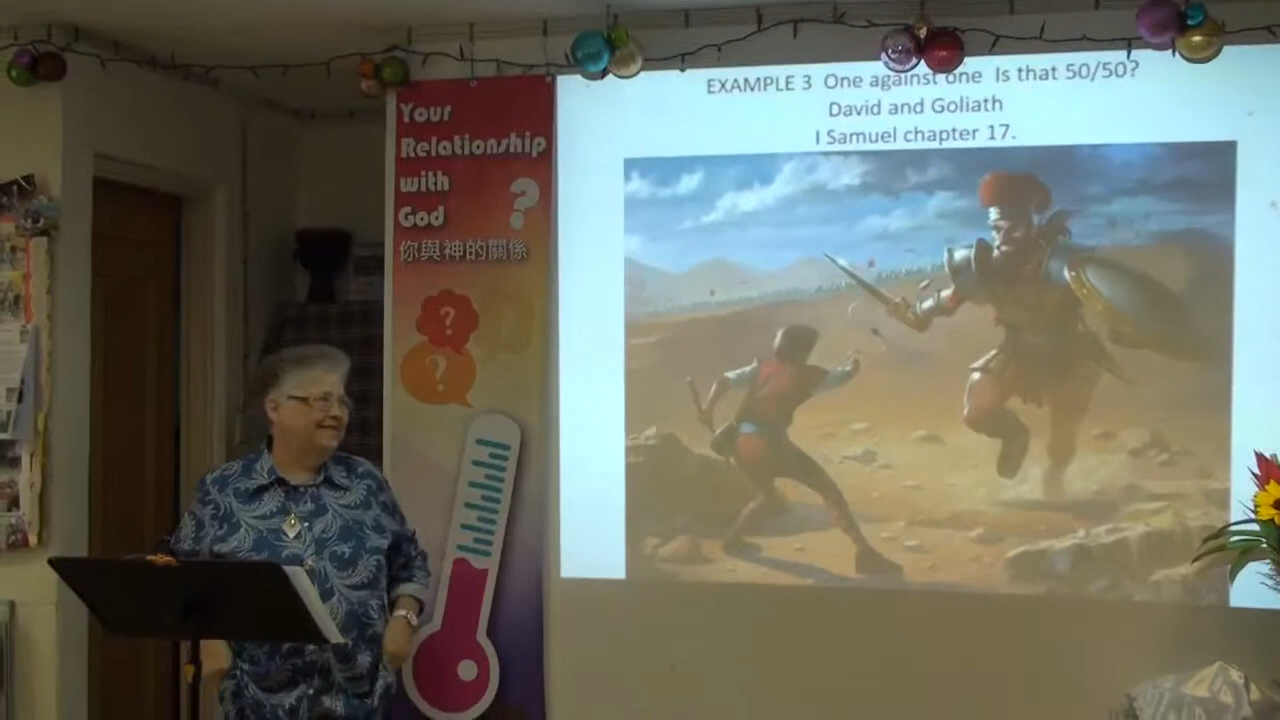 Your
Relationship
with
God
?
你與神的關係
?
?
EXAMPLE 3 One against one Is that 50/50?
David and Goliath
I Samuel chapter 17.